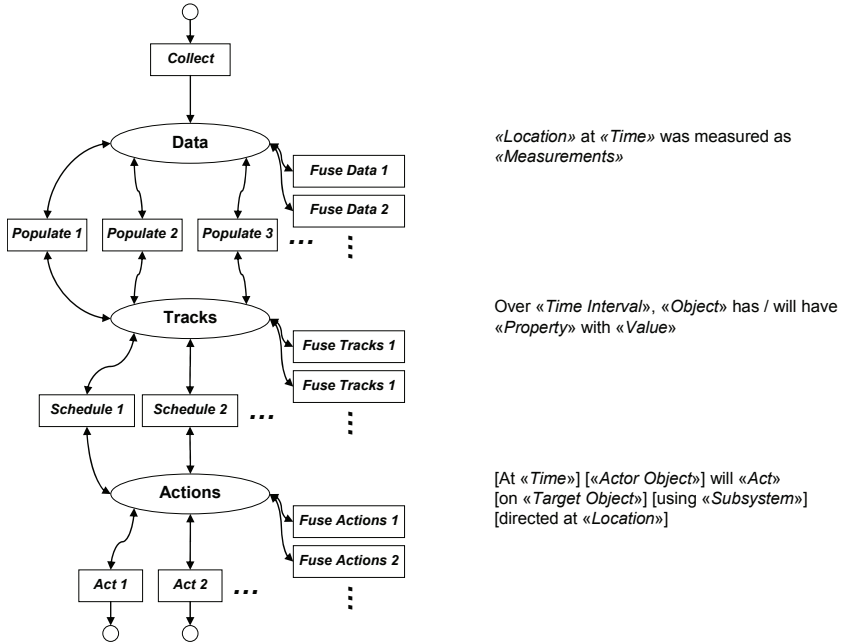 Collect
Data
«Location» at «Time» was measured as
«Measurements»
Fuse Data 1
Fuse Data 2
Populate 1
Populate 2
Populate 3
...
Tracks
Over «Time Interval», «Object» has / will have
«Property» with «Value»
Fuse Tracks 1
Fuse Tracks 1
Schedule 1
Schedule 2
...
Actions
[At «Time»] [«Actor Object»] will «Act»
[on «Target Object»] [using «Subsystem»]
[directed at «Location»]
Fuse Actions 1
Fuse Actions 2
Act 1
Act 2
...